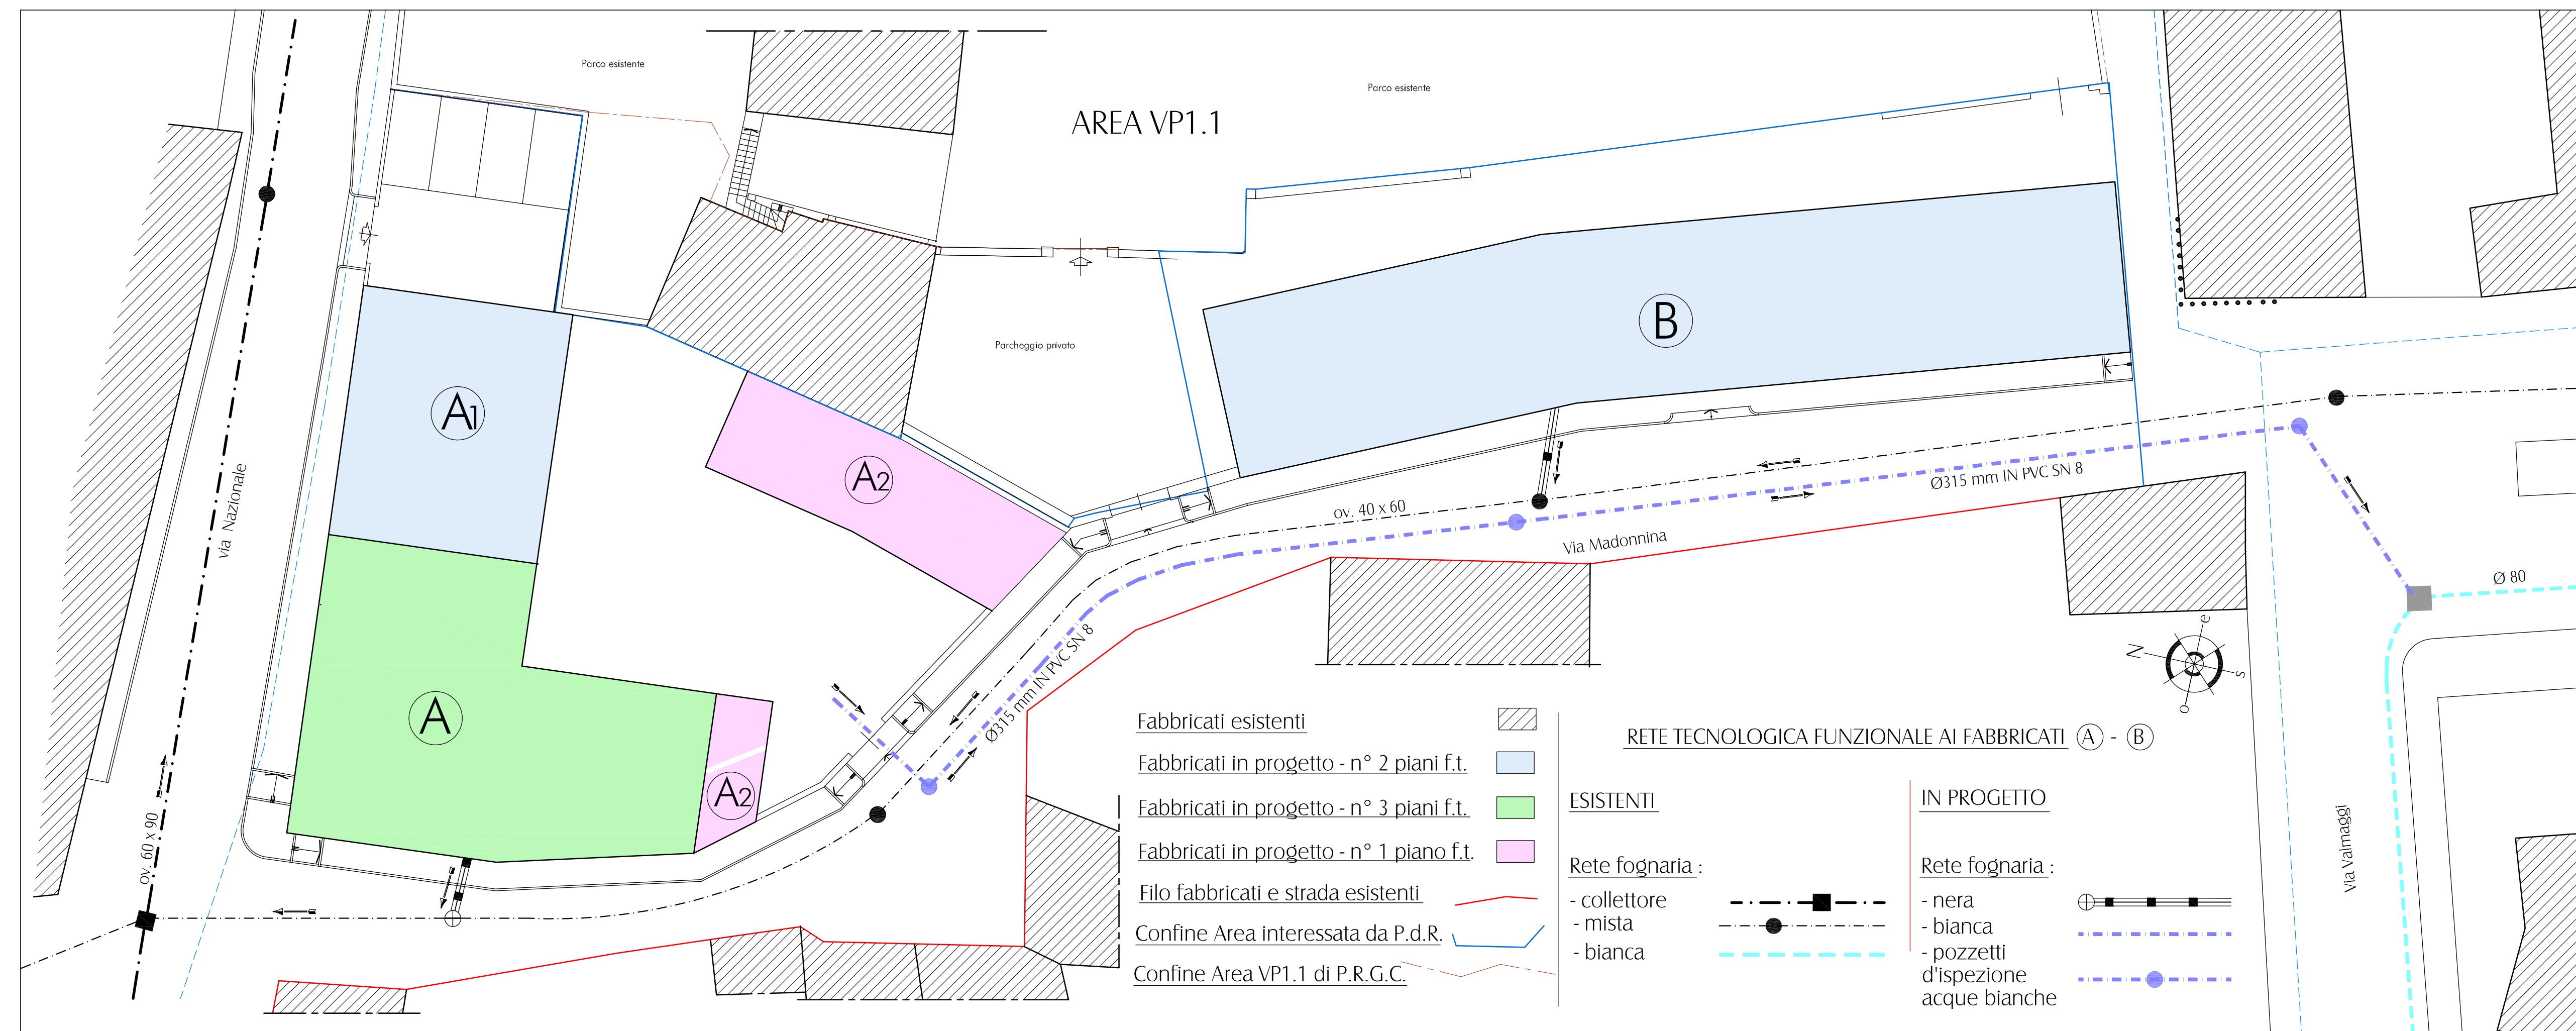 Parco esistente
Parco esistente
AREA VP1.1
Parcheggio privato
B
A1
A2
A
A2
via Nazionale
ov. 60 x 90
ov. 40 x 60
Via Madonnina
Ø315 mm IN PVC SN 8
Ø315 mm IN PVC SN 8
Ø 80
Via Valmaggi
N
e
s
o
Fabbricati esistenti
Fabbricati in progetto - n° 2 piani f.t.
Fabbricati in progetto - n° 3 piani f.t.
Fabbricati in progetto - n° 1 piano f.t.
Filo fabbricati e strada esistenti
Confine Area interessata da P.d.R.
Confine Area VP1.1 di P.R.G.C.
RETE TECNOLOGICA FUNZIONALE AI FABBRICATI A - B
ESISTENTI
Rete fognaria :
- collettore
- mista
- bianca
IN PROGETTO
Rete fognaria :
- nera
- bianca
- pozzetti
d'ispezione
acque bianche